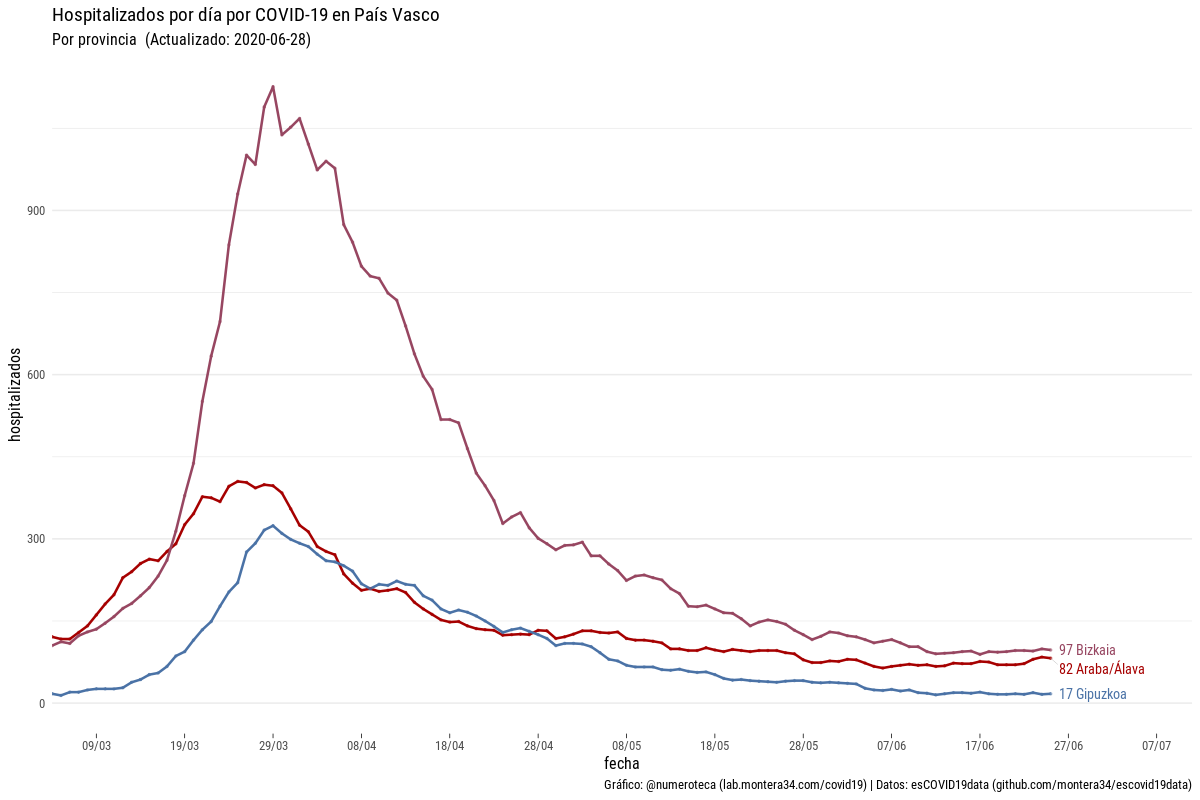 Hospitalizados por día por COVID-19 en País Vasco
Por provincia  (Actualizado: 2020-06-28)
hospitalizados
900
600
300
0
97 Bizkaia
82 Araba/Álava
17 Gipuzkoa
09/03 19/03 29/03 08/04 18/04 28/04 08/05 18/05 28/05 07/06 17/06 27/06 07/07
fecha
Gráfico: @numeroteca (lab.montera34.com/covid19) | Datos: esCOVID19data (github.com/montera34/escovid19data)